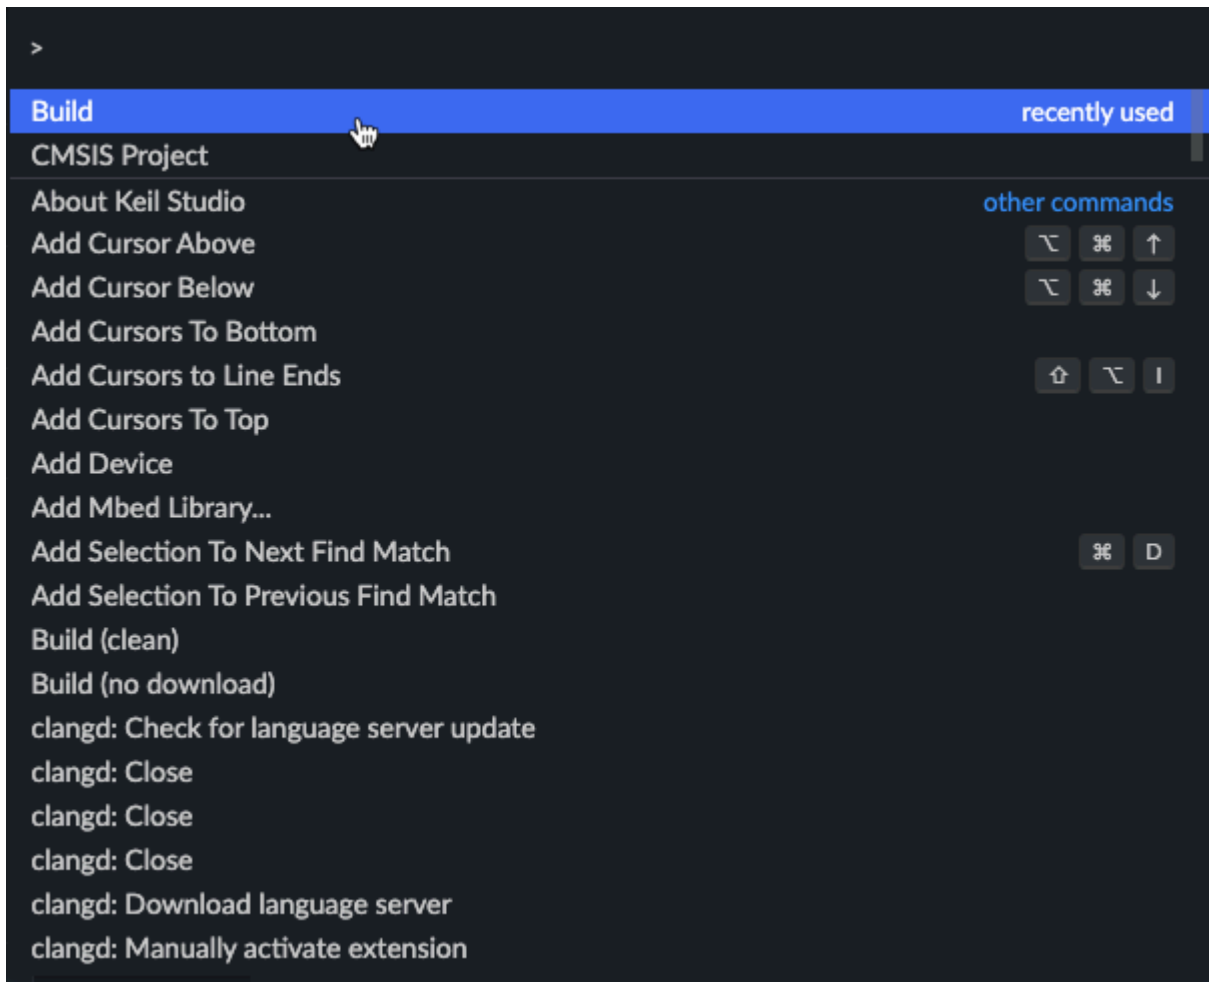 >
Build recently used
CMSIS Project
About Keil Studio other commands
Add Cursor Above ⌥ ⌘ ↑
Add Cursor Below ⌥ ⌘ ↓
Add Cursors To Bottom
Add Cursors to Line Ends ⇧ ⌥ I
Add Cursors To Top
Add Device
Add Mbed Library...
Add Selection To Next Find Match ⌘ D
Add Selection To Previous Find Match
Build (clean)
Build (no download)
clangd: Check for language server update
clangd: Close
clangd: Close
clangd: Close
clangd: Download language server
clangd: Manually activate extension